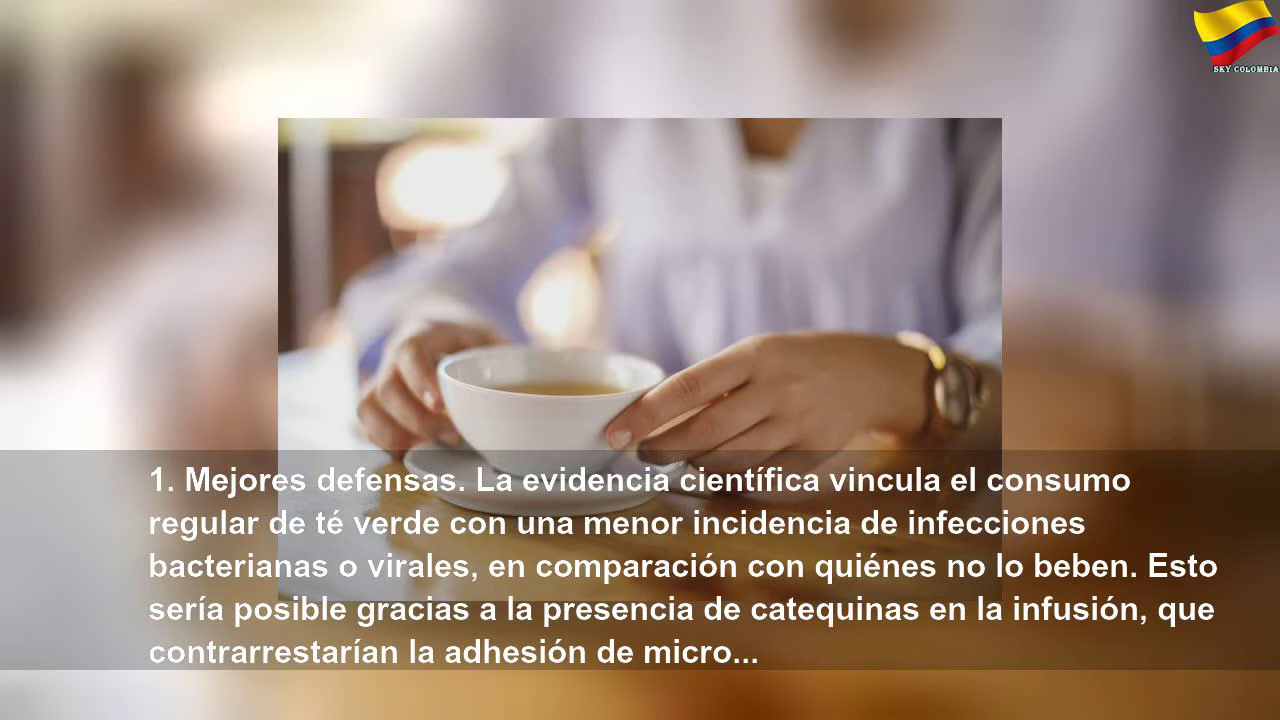 SKY COLOMBIA
1. Mejores defensas. La evidencia científica vincula el consumo
regular de té verde con una menor incidencia de infecciones
bacterianas o virales, en comparación con quiénes no lo beben. Esto
sería posible gracias a la presencia de catequinas en la infusión, que
contrarrestarían la adhesión de micro...